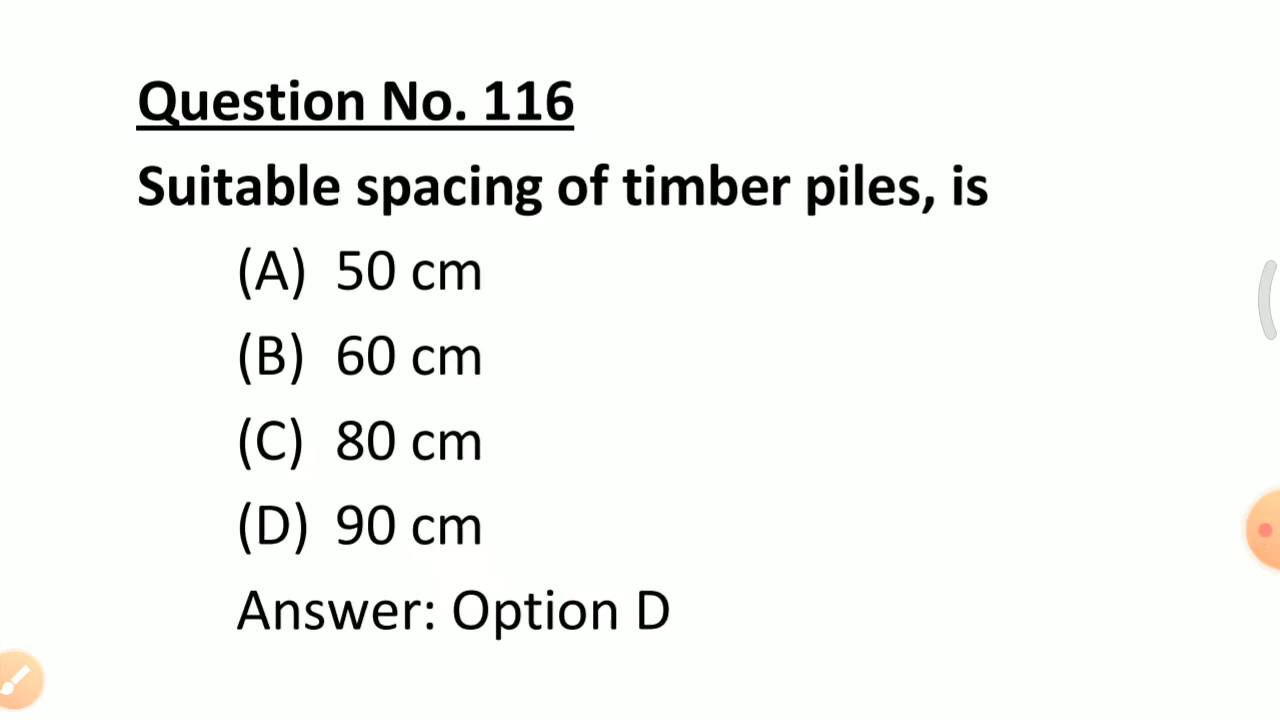 Question No. 116
Suitable spacing of timber piles, is
(A) 50 cm
(B) 60 cm
(C) 80 cm
(D) 90 cm
Answer: Option D